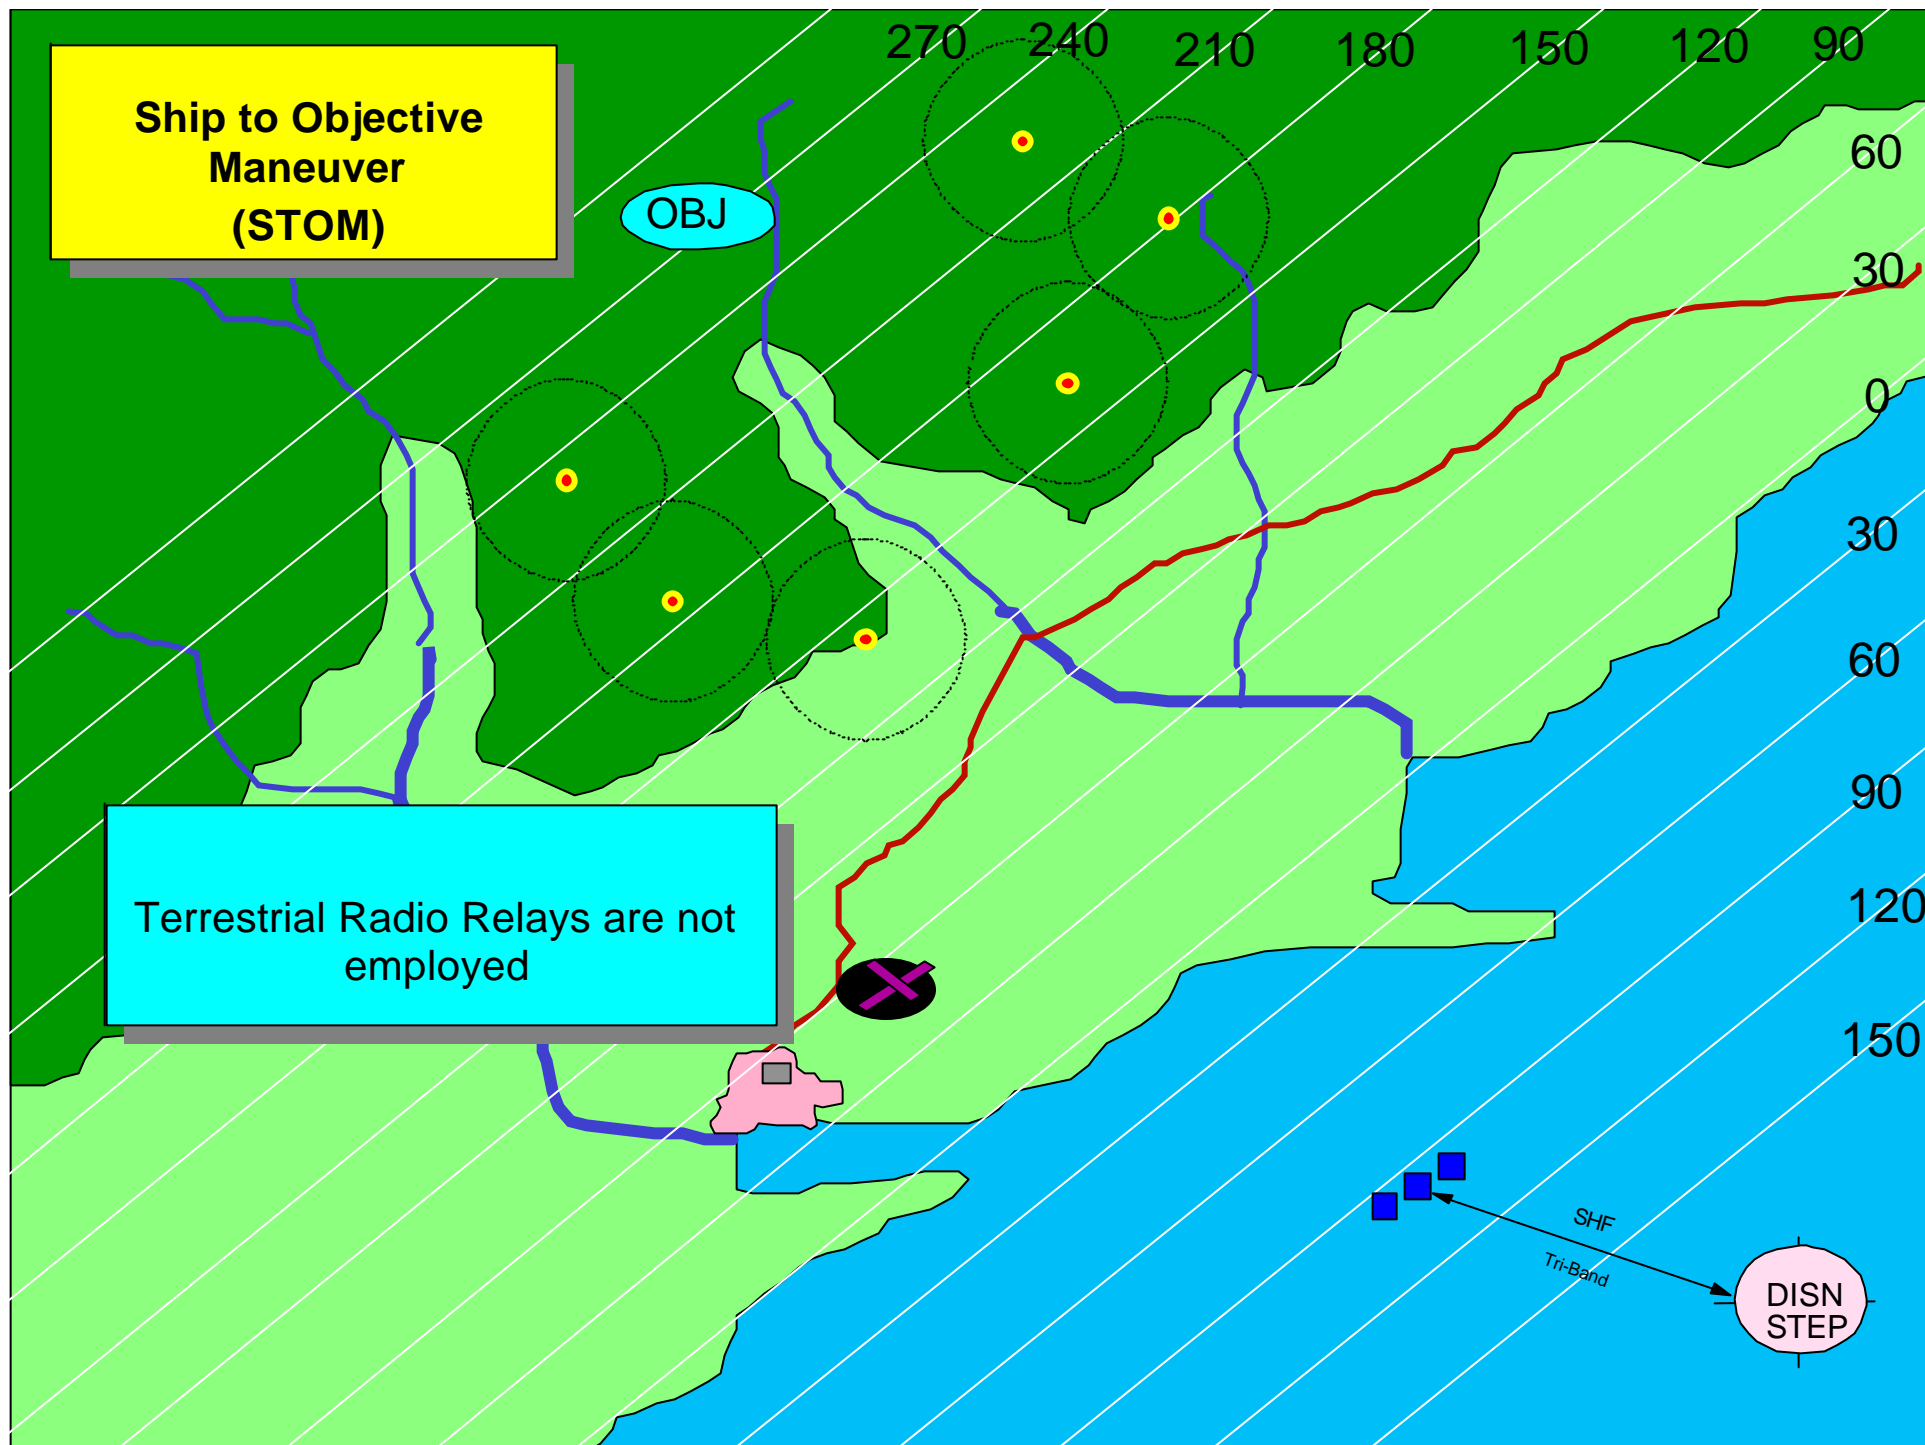 270 240 210 180 150 120 90
Ship to Objective
Maneuver
(STOM)
60
OBJ
30
0
30
60
90
120
Terrestrial Radio Relays are not
employed
150
SHF
Tri-Band
DISN
STEP